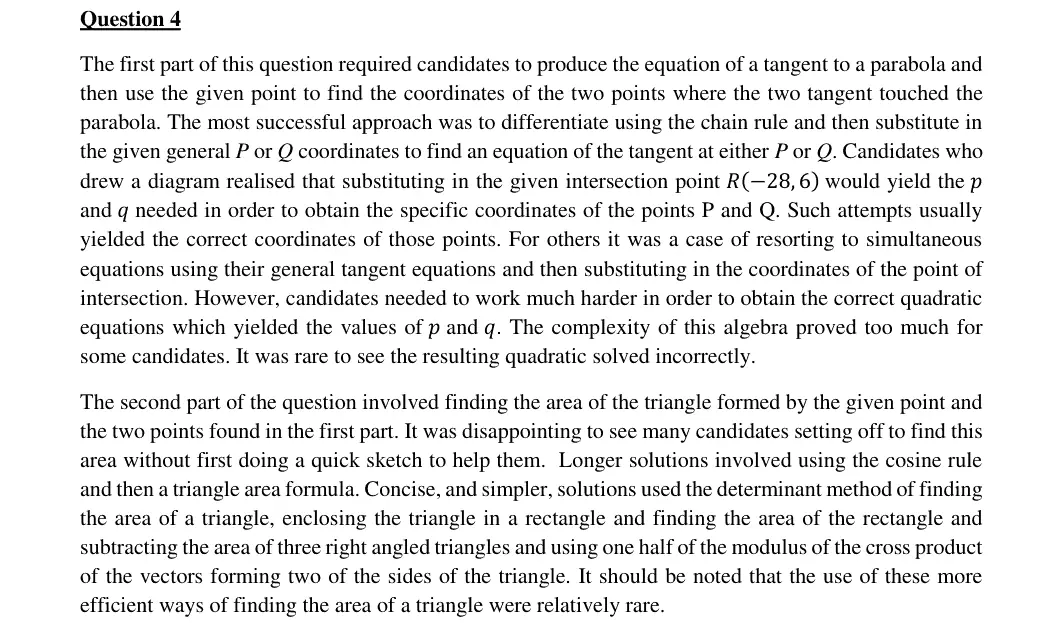 Question 4
The first part of this question required candidates to produce the equation of a tangent to a parabola and
then use the given point to find the coordinates of the two points where the two tangent touched the
parabola. The most successful approach was to differentiate using the chain rule and then substitute in
the given general P or Q coordinates to find an equation of the tangent at either P or Q. Candidates who
drew a diagram realised that substituting in the given intersection point R(−28, 6) would yield the p
and q needed in order to obtain the specific coordinates of the points P and Q. Such attempts usually
yielded the correct coordinates of those points. For others it was a case of resorting to simultaneous
equations using their general tangent equations and then substituting in the coordinates of the point of
intersection. However, candidates needed to work much harder in order to obtain the correct quadratic
equations which yielded the values of p and q. The complexity of this algebra proved too much for
some candidates. It was rare to see the resulting quadratic solved incorrectly.
The second part of the question involved finding the area of the triangle formed by the given point and
the two points found in the first part. It was disappointing to see many candidates setting off to find this
area without first doing a quick sketch to help them. Longer solutions involved using the cosine rule
and then a triangle area formula. Concise, and simpler, solutions used the determinant method of finding
the area of a triangle, enclosing the triangle in a rectangle and finding the area of the rectangle and
subtracting the area of three right angled triangles and using one half of the modulus of the cross product
of the vectors forming two of the sides of the triangle. It should be noted that the use of these more
efficient ways of finding the area of a triangle were relatively rare.